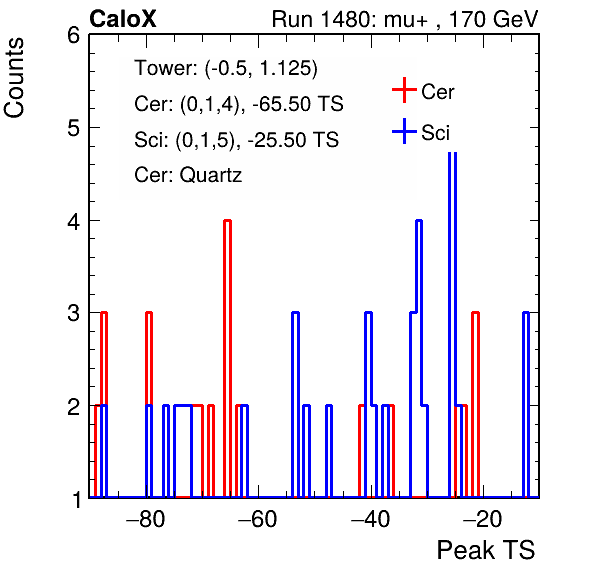 CaloX Run 1480: mu+ , 170 GeV
Counts
Tower: (-0.5, 1.125)
Cer: (0,1,4), -65.50 TS
Sci: (0,1,5), -25.50 TS
Cer: Quartz
Cer
Sci
6
5
4
3
2
1
−80 −60 −40 −20
Peak TS